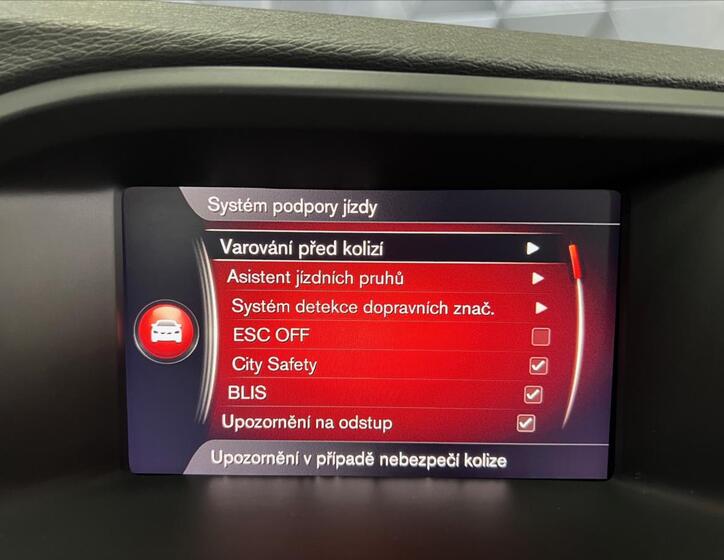 Systém podpory jízdy
Varování před kolizí
Asistent jízdních pruhů
Systém detekce dopravních znač.
ESC OFF
City Safety
BLIS
Upozornění na odstup
Upozornění v případě nebezpečí kolize